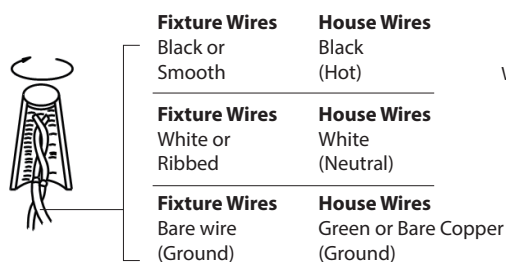 Fixture Wires House Wires
Black or Black
Smooth (Hot)
Fixture Wires House Wires
White or White
Ribbed (Neutral)
Fixture Wires House Wires
Bare wire Green or Bare Copper
(Ground) (Ground)